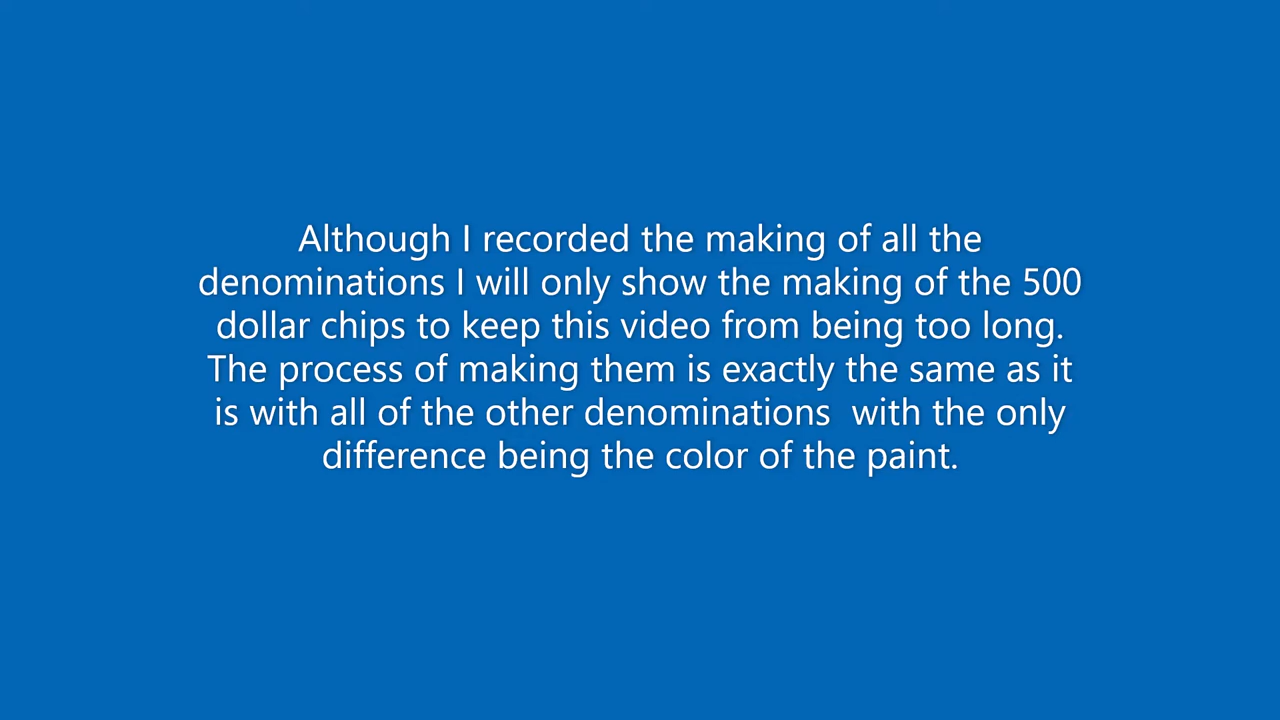 Although I recorded the making of all the
denominations I will only show the making of the 500
dollar chips to keep this video from being too long.
The process of making them is exactly the same as it
is with all of the other denominations  with the only
difference being the color of the paint.